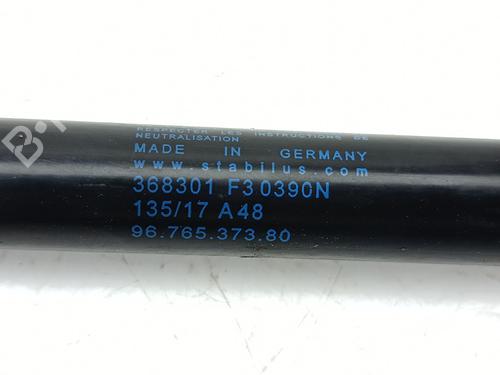 RESPECTER LES INSTRUCTIONS DE
NEUTRALISATION
MADE IN GERMANY
www.stabilus.com
368301 F3 0390N
135/17 A48
96.765.373.80